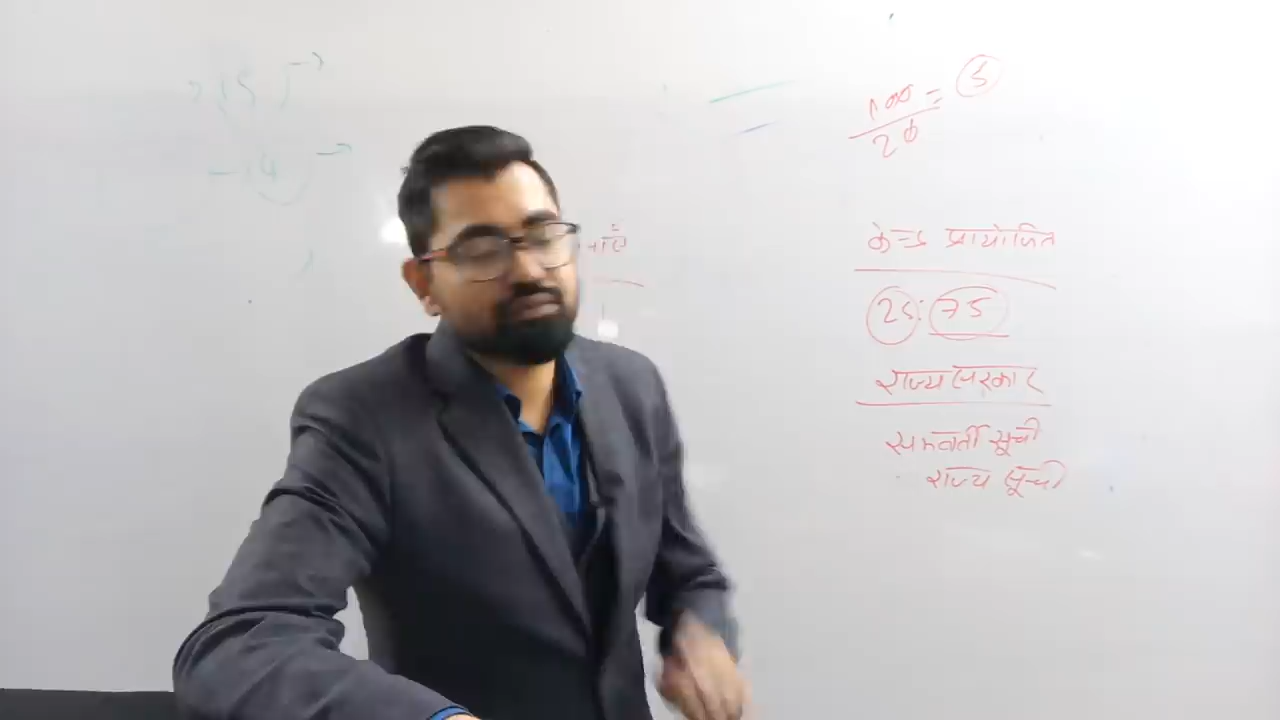 100/20 = 5
केन्द्र प्रायोजित
25:75
राज्य सरकार
समवर्ती सूची
राज्य सूची